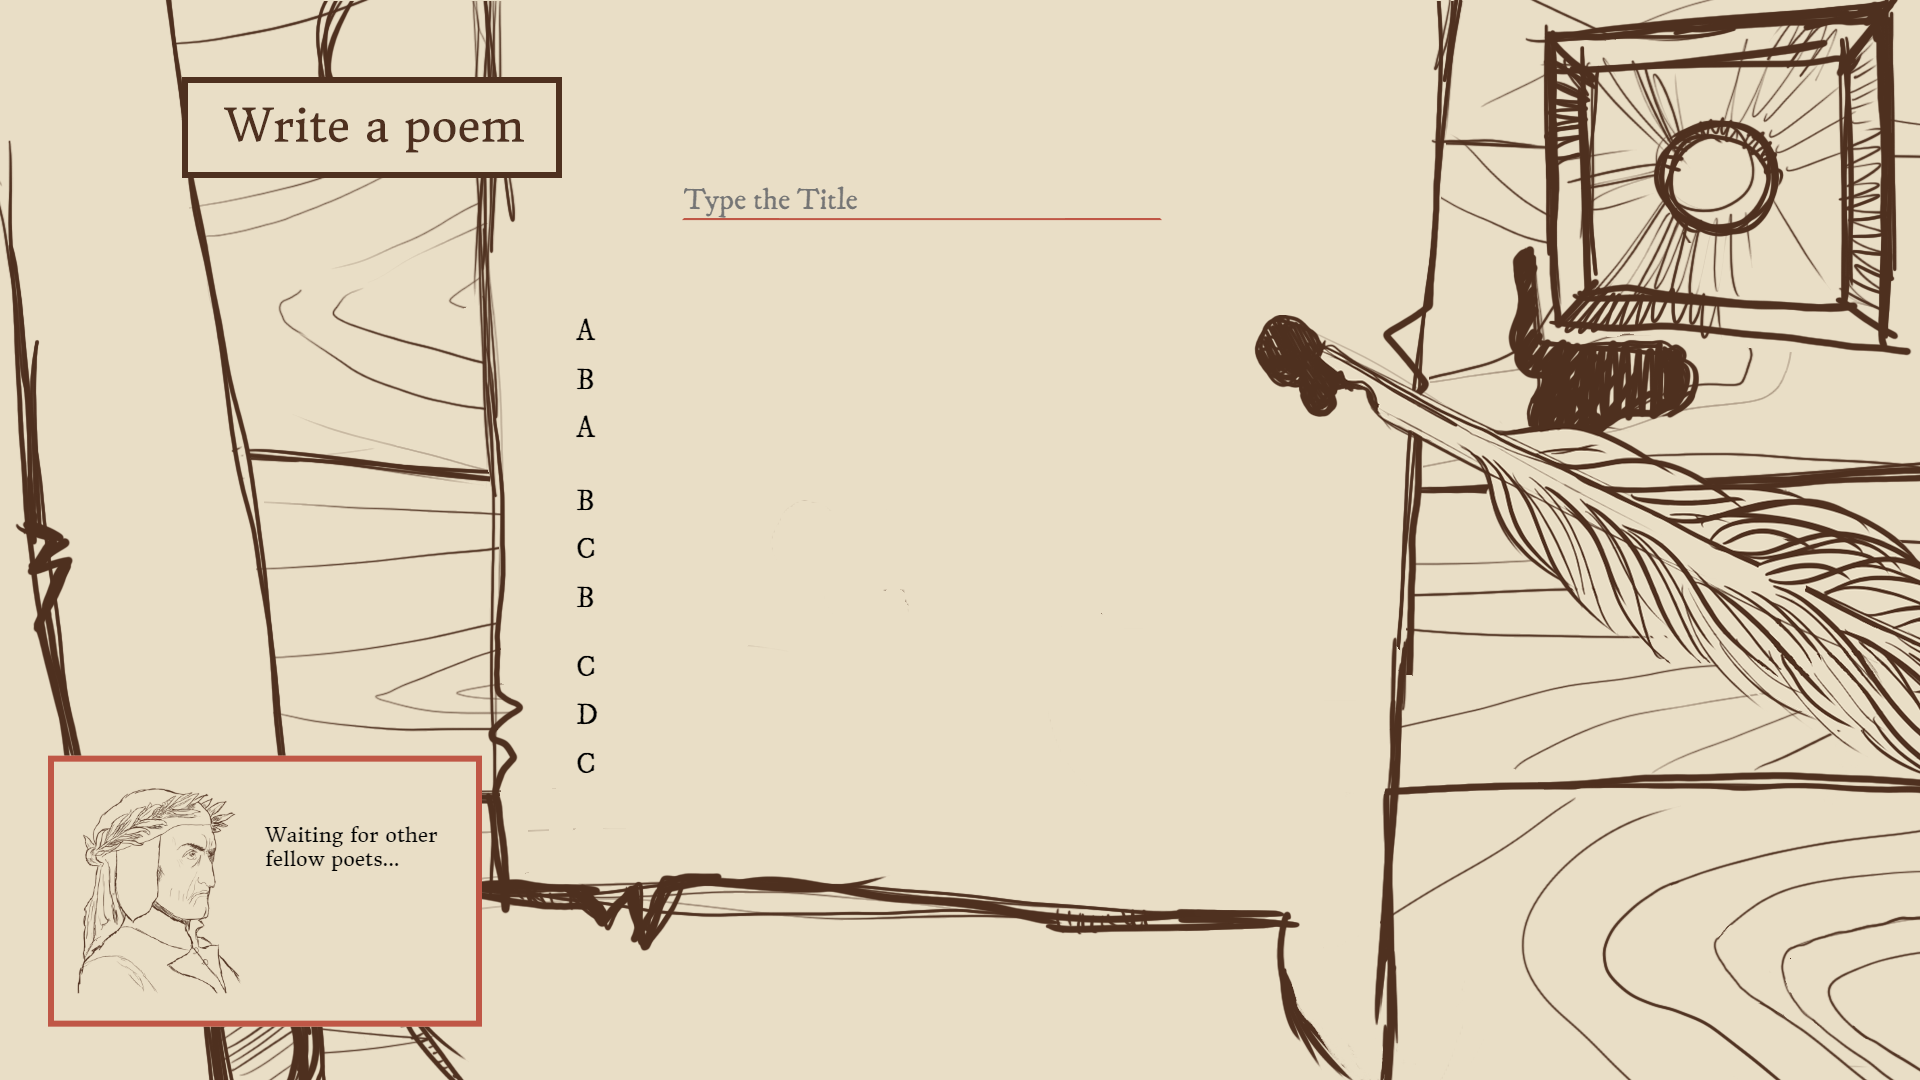 Write a poem
Type the Title
A
B
A
B
C
B
C
D
C
Waiting for other
fellow poets...